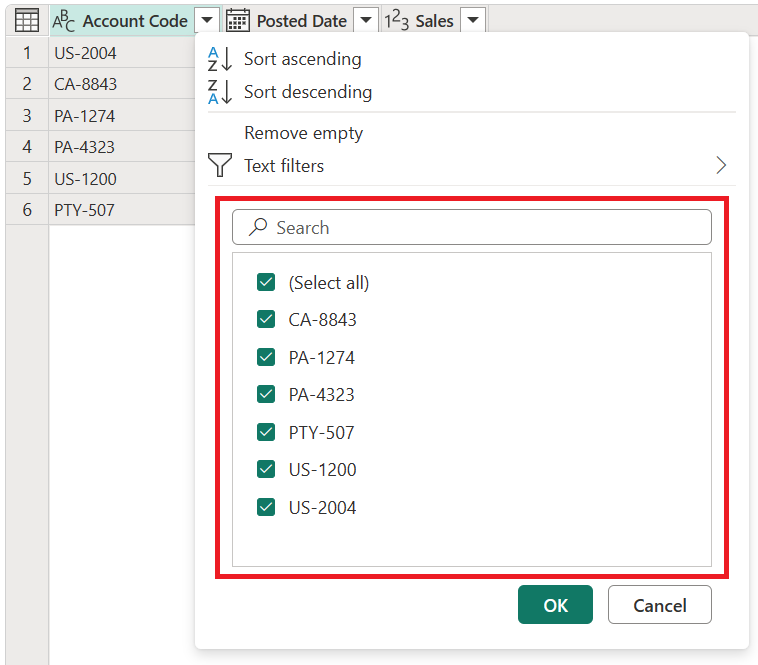 ABC Account Code Posted Date 123 Sales
1 US-2004
2 CA-8843
3 PA-1274
4 PA-4323
5 US-1200
6 PTY-507
A Z Sort ascending
Z A Sort descending
Remove empty
Text filters
Search
(Select all)
CA-8843
PA-1274
PA-4323
PTY-507
US-1200
US-2004
OK Cancel